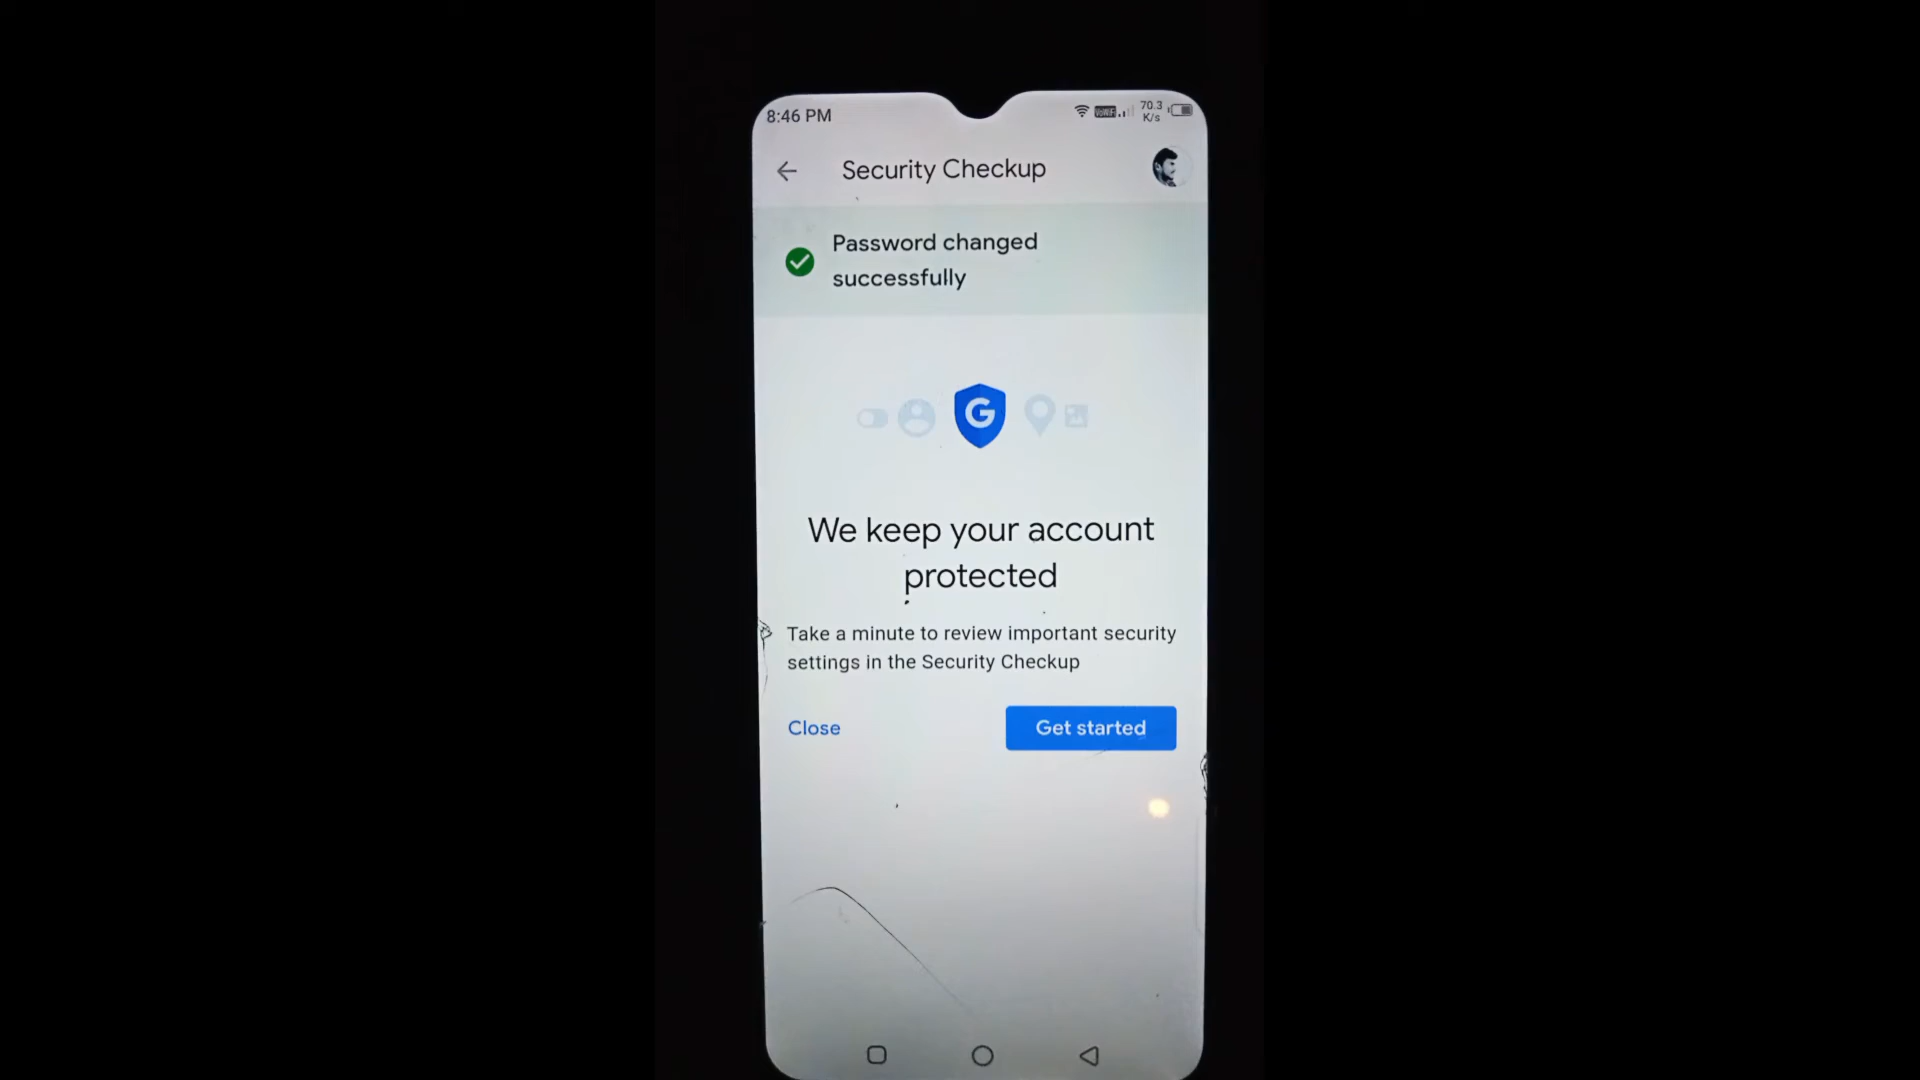 8:46 PM
70.3
K/s
Security Checkup
Password changed
successfully
G
We keep your account
protected
Take a minute to review important security
settings in the Security Checkup
Close
Get started